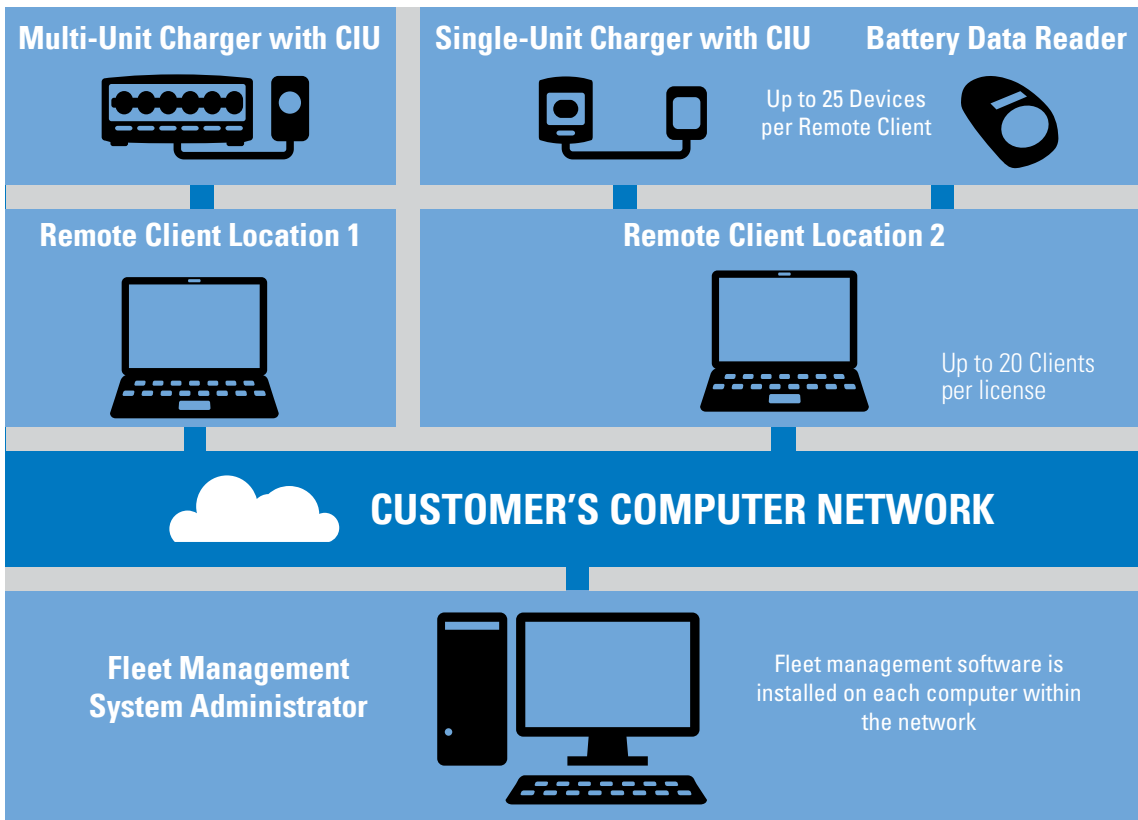 Multi-Unit Charger with CIU
Single-Unit Charger with CIU
Battery Data Reader
Up to 25 Devices
per Remote Client
Remote Client Location 1
Remote Client Location 2
Up to 20 Clients
per license
CUSTOMER'S COMPUTER NETWORK
Fleet Management
System Administrator
Fleet management software is
installed on each computer within
the network